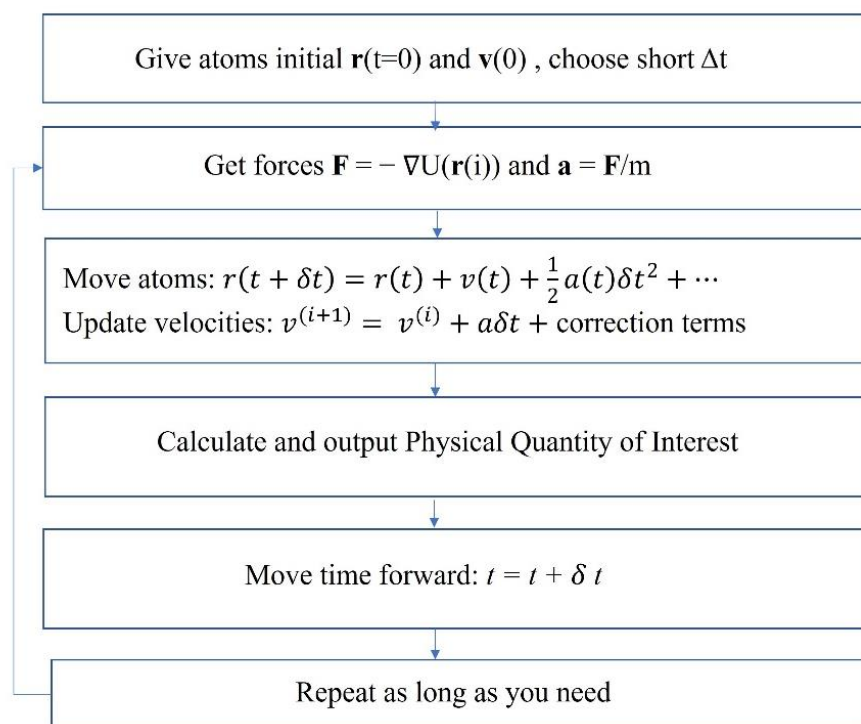 Give atoms initial r(t=0) and v(0) , choose short Δt
Get forces F = − ∇U(r(i)) and a = F/m
Move atoms: r(t + δt) = r(t) + v(t) + 1/2 a(t)δt² + ⋯
Update velocities: v⁽ⁱ⁺¹⁾ = v⁽ⁱ⁾ + aδt + correction terms
Calculate and output Physical Quantity of Interest
Move time forward: t = t + δ t
Repeat as long as you need